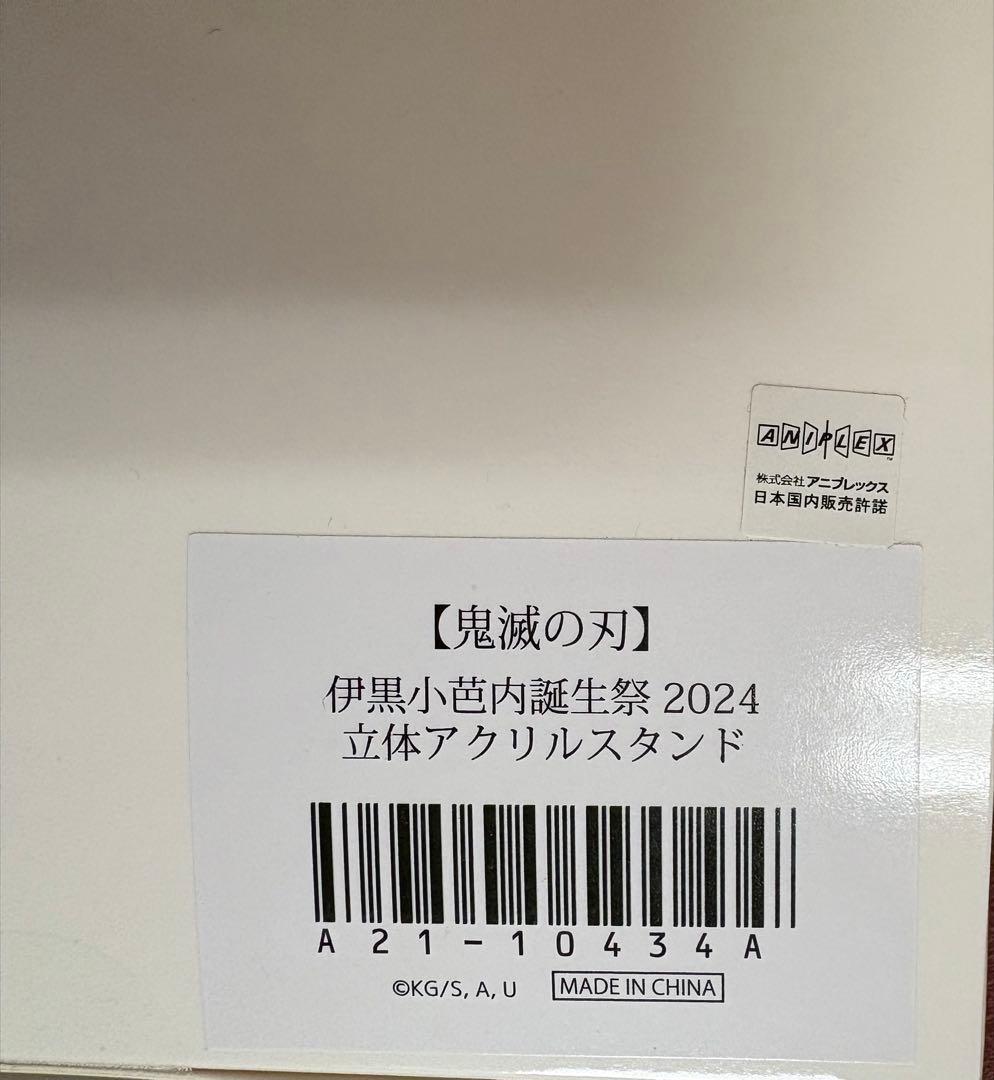 ANIPLEX™
株式会社アニプレックス
日本国内販売許諾
【鬼滅の刃】
伊黒小芭内誕生祭 2024
立体アクリルスタンド
A21-10434A
©KG/S, A, U MADE IN CHINA